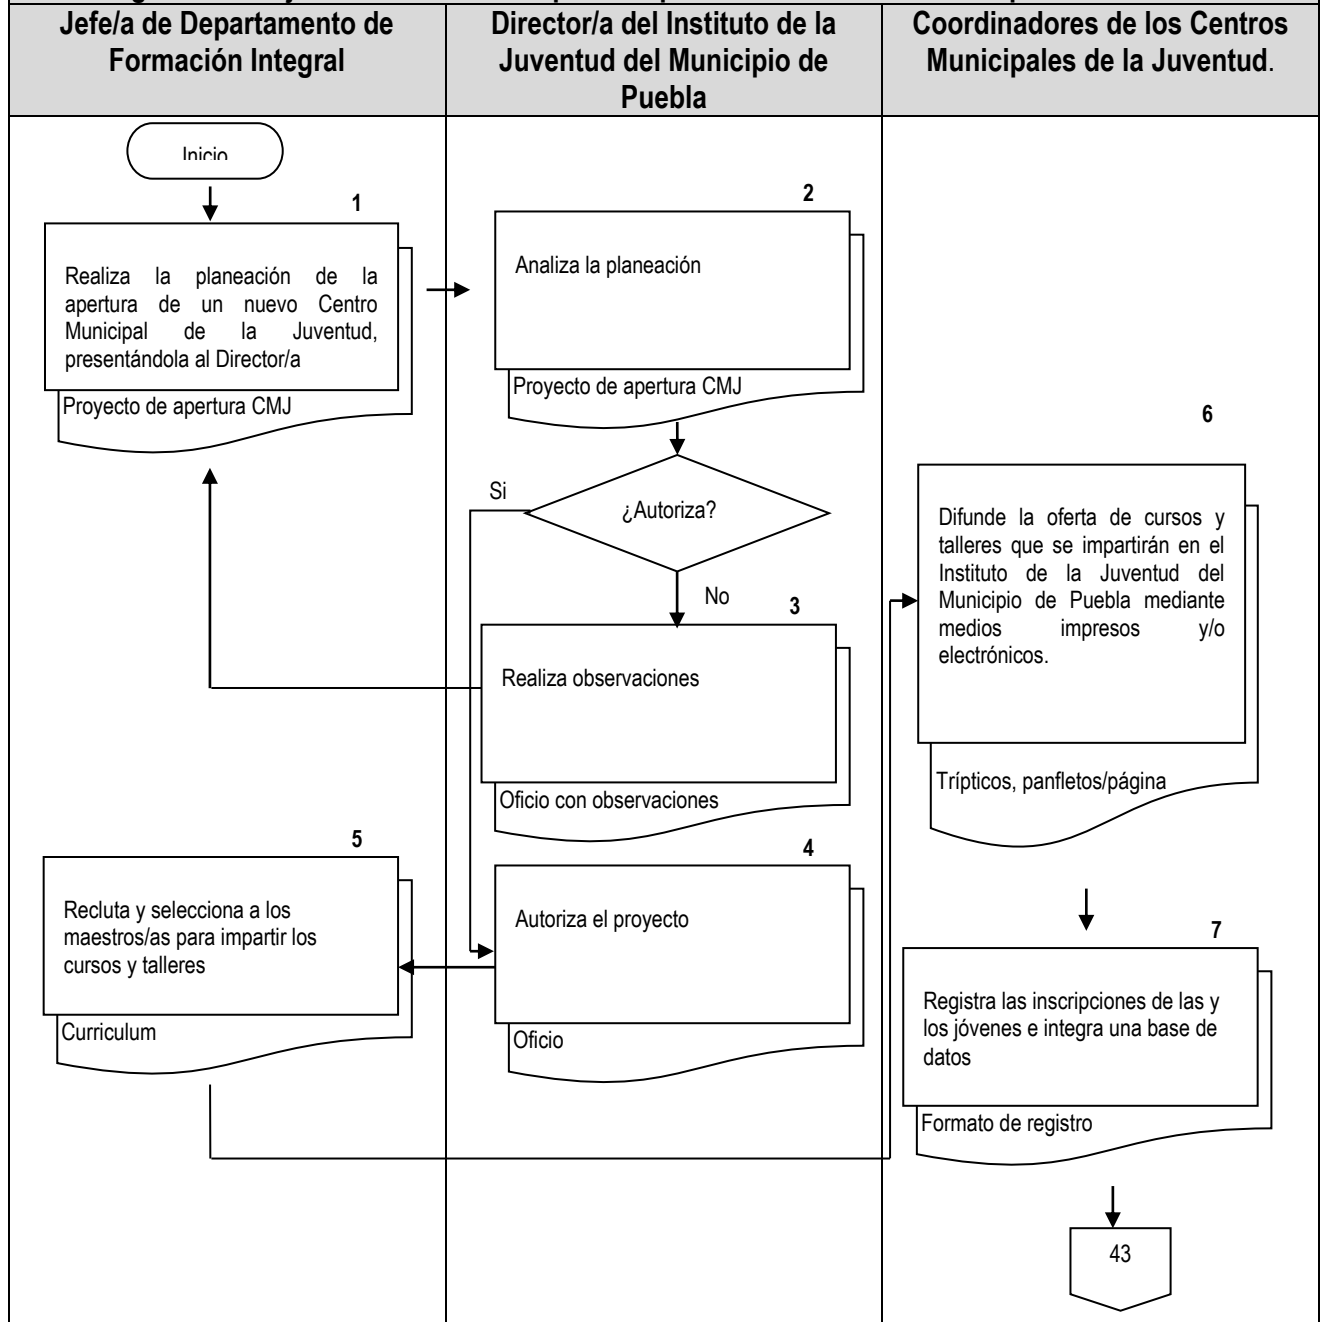 Jefe/a de Departamento de
Formación Integral
Director/a del Instituto de la
Juventud del Municipio de
Puebla
Coordinadores de los Centros
Municipales de la Juventud.
Inicio
1
Realiza la planeación de la
apertura de un nuevo Centro
Municipal de la Juventud,
presentándola al Director/a
Proyecto de apertura CMJ
2
Analiza la planeación
Proyecto de apertura CMJ
¿Autoriza?
Si
No
3
Realiza observaciones
Oficio con observaciones
4
Autoriza el proyecto
Oficio
5
Recluta y selecciona a los
maestros/as para impartir los
cursos y talleres
Curriculum
6
Difunde la oferta de cursos y
talleres que se impartirán en el
Instituto de la Juventud del
Municipio de Puebla mediante
medios impresos y/o
electrónicos.
Trípticos, panfletos/página
7
Registra las inscripciones de las y
los jóvenes e integra una base de
datos
Formato de registro
43